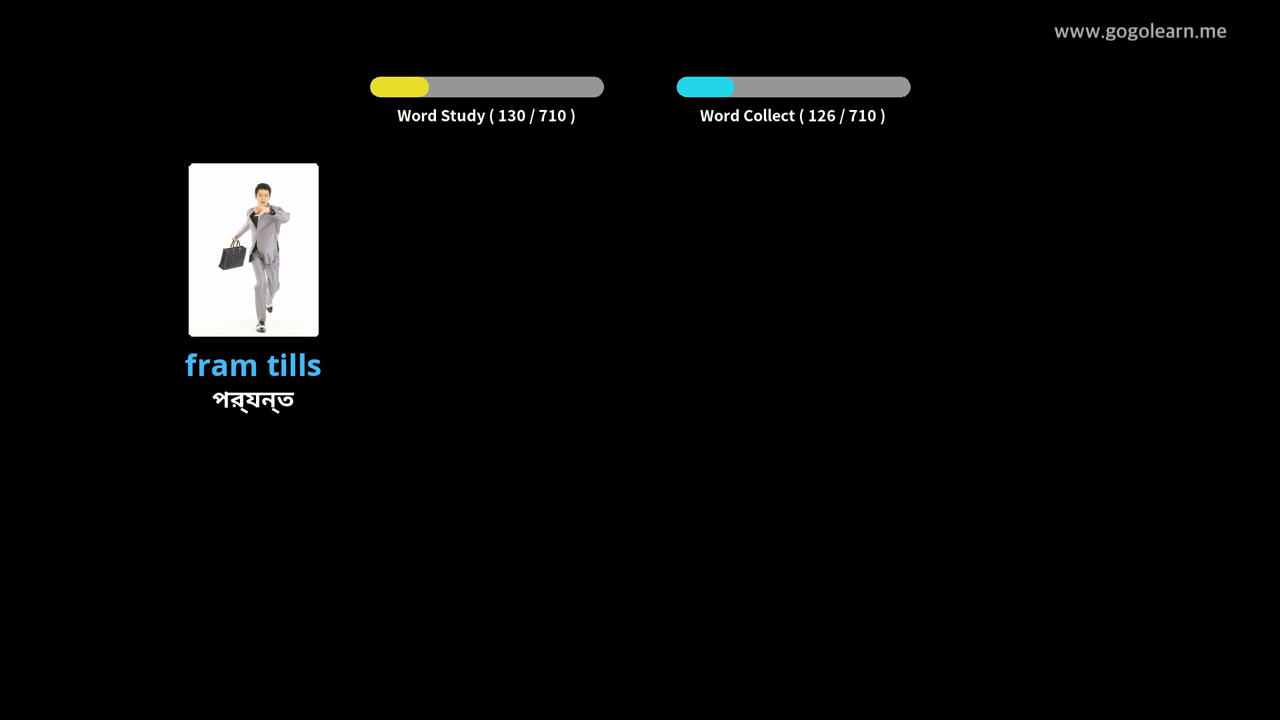 www.gogolearn.me
Word Study ( 130 / 710 )
Word Collect ( 126 / 710 )
fram tills
পর্যন্ত